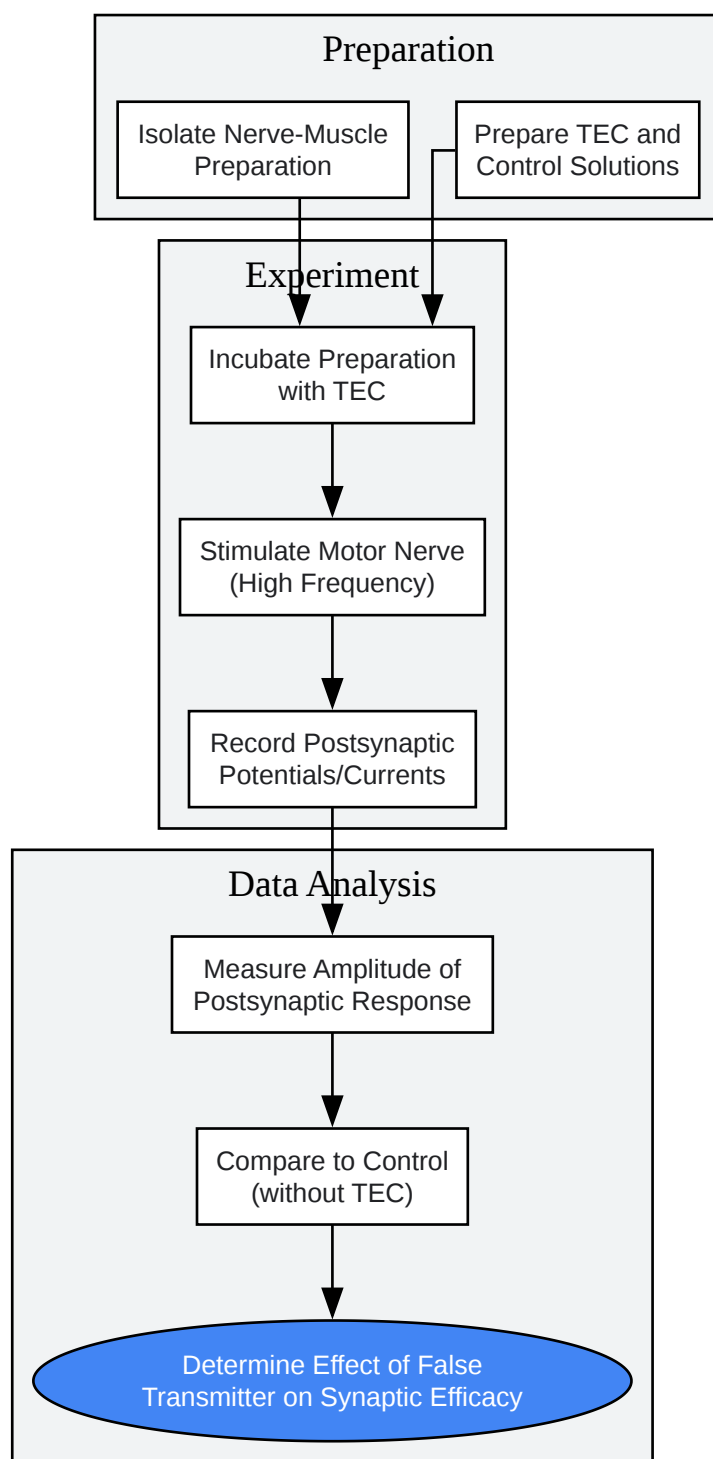 Preparation
Isolate Nerve-Muscle
Preparation
Prepare TEC and
Control Solutions
Experiment
Incubate Preparation
with TEC
Stimulate Motor Nerve
(High Frequency)
Record Postsynaptic
Potentials/Currents
Data Analysis
Measure Amplitude of
Postsynaptic Response
Compare to Control
(without TEC)
Determine Effect of False
Transmitter on Synaptic Efficacy